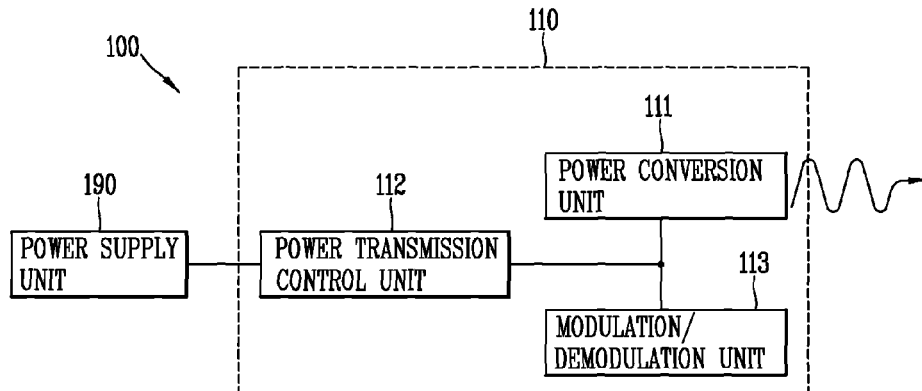 100
110
111
POWER CONVERSION
UNIT
190
112
POWER SUPPLY
UNIT
POWER TRANSMISSION
CONTROL UNIT
113
MODULATION/
DEMODULATION UNIT